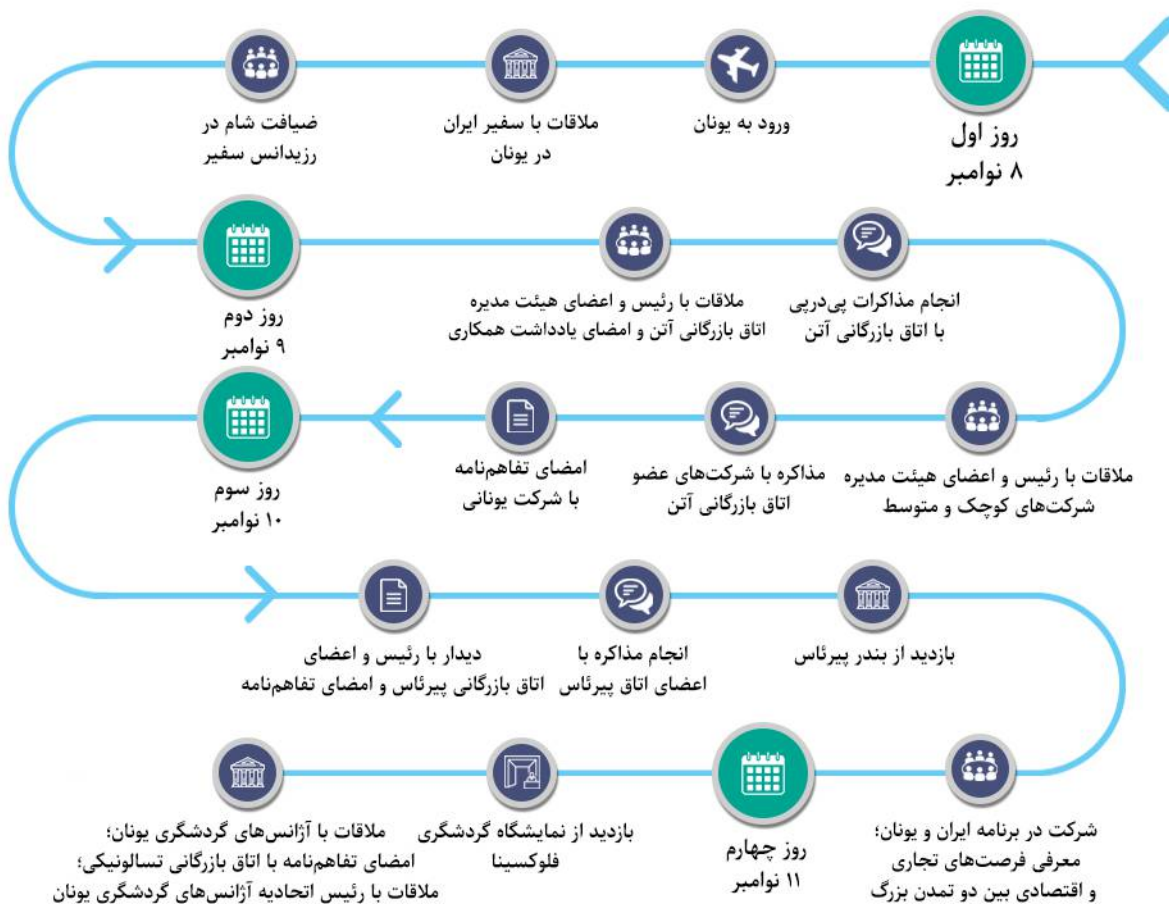 روز اول
۸ نوامبر
ورود به یونان
ملاقات با سفیر ایران
در یونان
ضیافت شام در
رزیدانس سفیر
روز دوم
۹ نوامبر
ملاقات با رئیس و اعضای هیئت مدیره
اتاق بازرگانی آتن و امضای یادداشت همکاری
انجام مذاکرات پی‌درپی
با اتاق بازرگانی آتن
ملاقات با رئیس و اعضای هیئت مدیره
شرکت‌های کوچک و متوسط
مذاکره با شرکت‌های عضو
اتاق بازرگانی آتن
امضای تفاهم‌نامه
با شرکت یونانی
روز سوم
۱۰ نوامبر
دیدار با رئیس و اعضای
اتاق بازرگانی پیرئاس و امضای تفاهم‌نامه
انجام مذاکره با
اعضای اتاق پیرئاس
بازدید از بندر پیرئاس
شرکت در برنامه ایران و یونان؛
معرفی فرصت‌های تجاری
و اقتصادی بین دو تمدن بزرگ
روز چهارم
۱۱ نوامبر
بازدید از نمایشگاه گردشگری
فلوکسینا
ملاقات با آژانس‌های گردشگری یونان؛
امضای تفاهم‌نامه با اتاق بازرگانی تسالونیکی؛
ملاقات با رئیس اتحادیه آژانس‌های گردشگری یونان